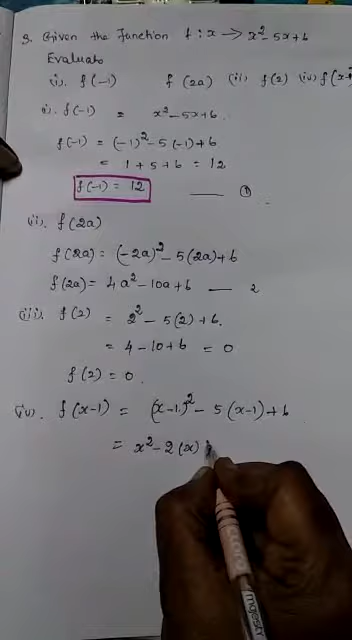 3. Given the function f : x → x² - 5x + 6
Evaluate
(i). f(-1) f(2a) (ii) f(2) (iv) f(x-
i). f(-1) = x² - 5x + 6.
f(-1) = (-1)² - 5(-1) + 6
= 1 + 5 + 6 = 12
f(-1) = 12 —— ①
(ii). f(2a)
f(2a) = (-2a)² - 5(2a) + 6
f(2a) = 4a² - 10a + 6 —— 2
(iii). f(2) = 2² - 5(2) + 6.
= 4 - 10 + 6 = 0
f(2) = 0.
(iv). f(x-1) = (x-1)² - 5(x-1) + 6
= x² - 2(x)